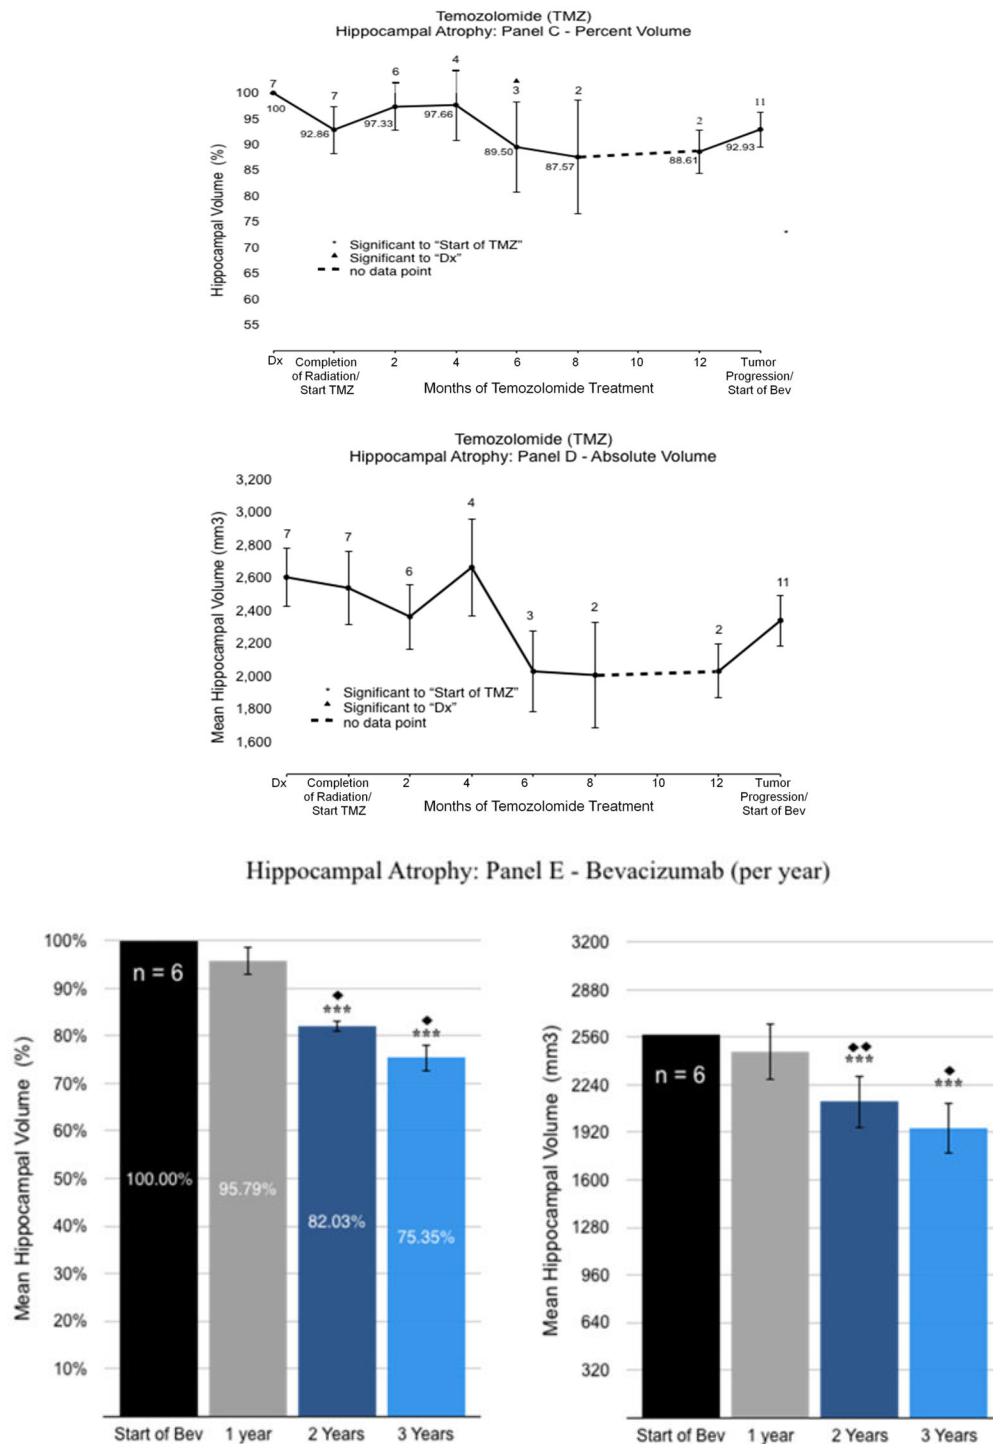 Temozolomide (TMZ)
Hippocampal Atrophy: Panel C - Percent Volume
Hippocampal Volume (%)
100
95
90
85
80
75
70
65
60
55
7
7
6
4
3
2
2
11
100
92.86
97.33
97.66
89.50
87.57
88.61
92.93
* Significant to “Start of TMZ”
▲ Significant to “Dx”
no data point
Dx
Completion
of Radiation/
Start TMZ
2
4
6
8
10
12
Tumor
Progression/
Start of Bev
Months of Temozolomide Treatment
Temozolomide (TMZ)
Hippocampal Atrophy: Panel D - Absolute Volume
Mean Hippocampal Volume (mm3)
3,200
3,000
2,800
2,600
2,400
2,200
2,000
1,800
1,600
7
7
6
4
3
2
2
11
* Significant to “Start of TMZ”
▲ Significant to “Dx”
no data point
Dx
Completion
of Radiation/
Start TMZ
2
4
6
8
10
12
Tumor
Progression/
Start of Bev
Months of Temozolomide Treatment
Hippocampal Atrophy: Panel E - Bevacizumab (per year)
Mean Hippocampal Volume (%)
100%
90%
80%
70%
60%
50%
40%
30%
20%
10%
n = 6
◆
***
◆
***
100.00%
95.79%
82.03%
75.35%
Start of Bev
1 year
2 Years
3 Years
Mean Hippocampal Volume (mm3)
3200
2880
2560
2240
1920
1600
1280
960
640
320
n = 6
◆◆
***
◆
***
Start of Bev
1 year
2 Years
3 Years